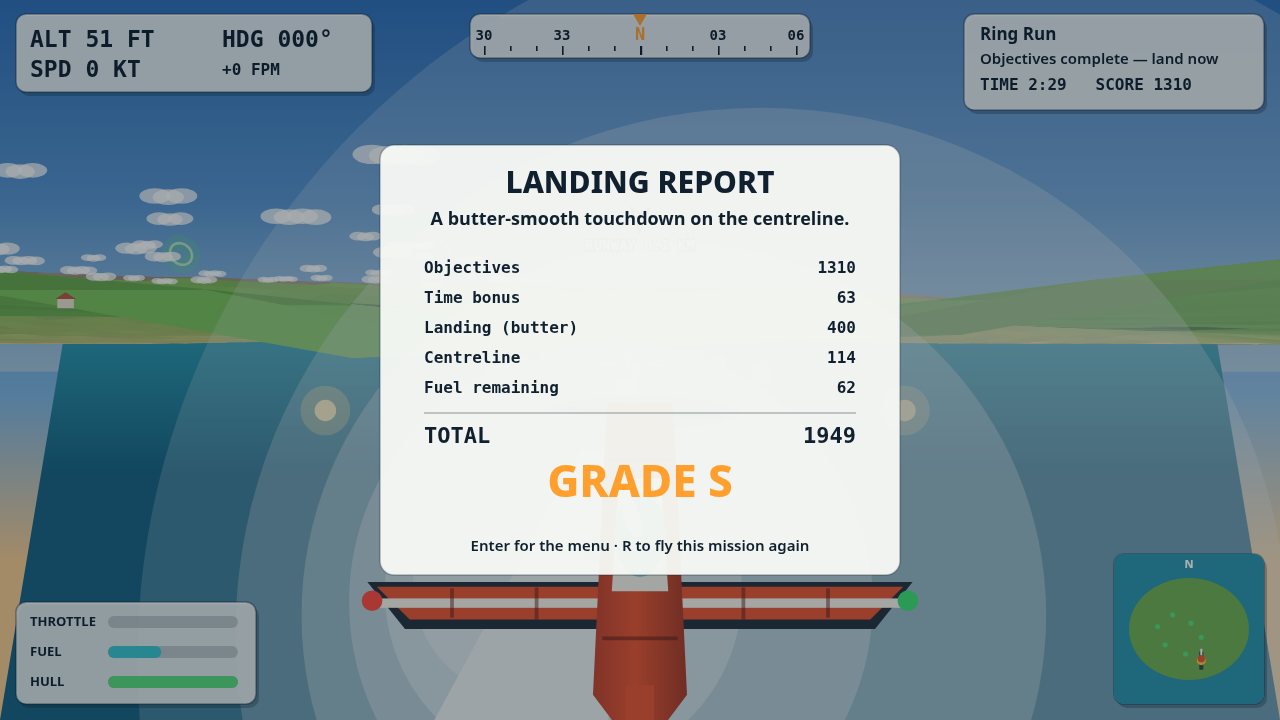 ALT 51 FT
HDG 000°
SPD 0 KT
+0 FPM
30 33 N 03 06
Ring Run
Objectives complete — land now
TIME 2:29 SCORE 1310
LANDING REPORT
A butter-smooth touchdown on the centreline.
Objectives 1310
Time bonus 63
Landing (butter) 400
Centreline 114
Fuel remaining 62
TOTAL 1949
GRADE S
Enter for the menu · R to fly this mission again
THROTTLE
FUEL
HULL
N